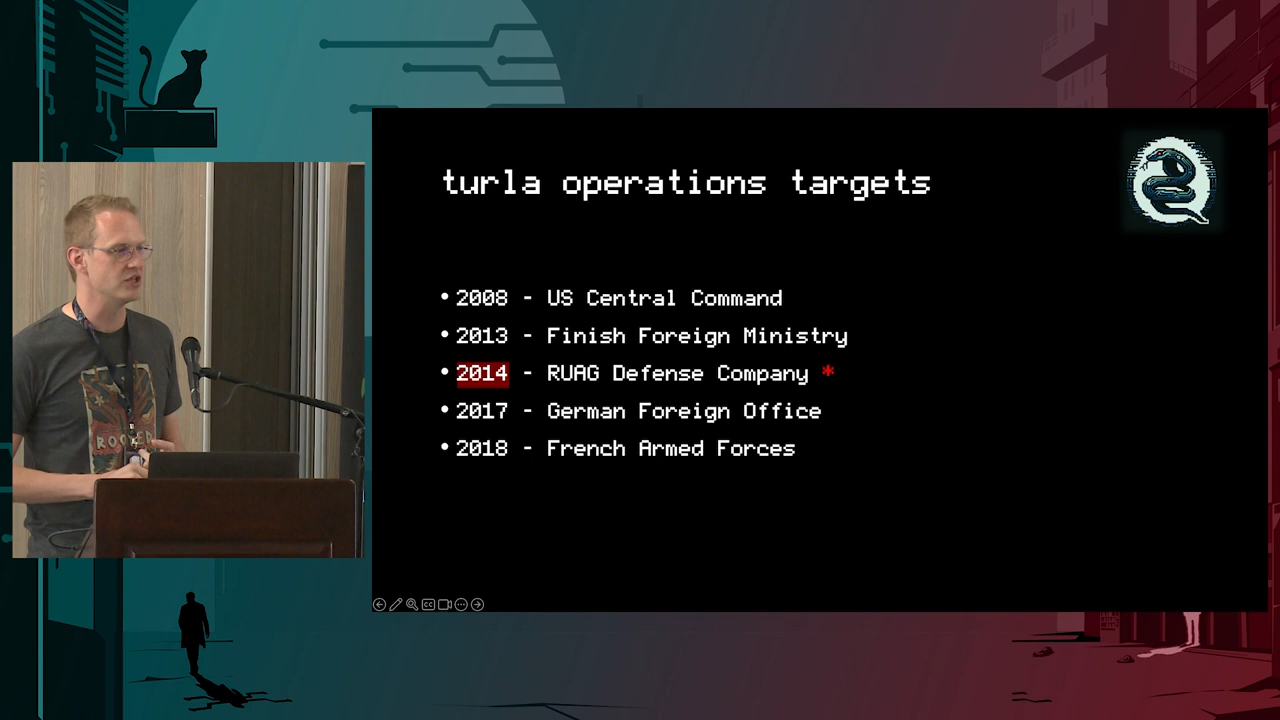 turla operations targets
• 2008 - US Central Command
• 2013 - Finish Foreign Ministry
• 2014 - RUAG Defense Company *
• 2017 - German Foreign Office
• 2018 - French Armed Forces
CC